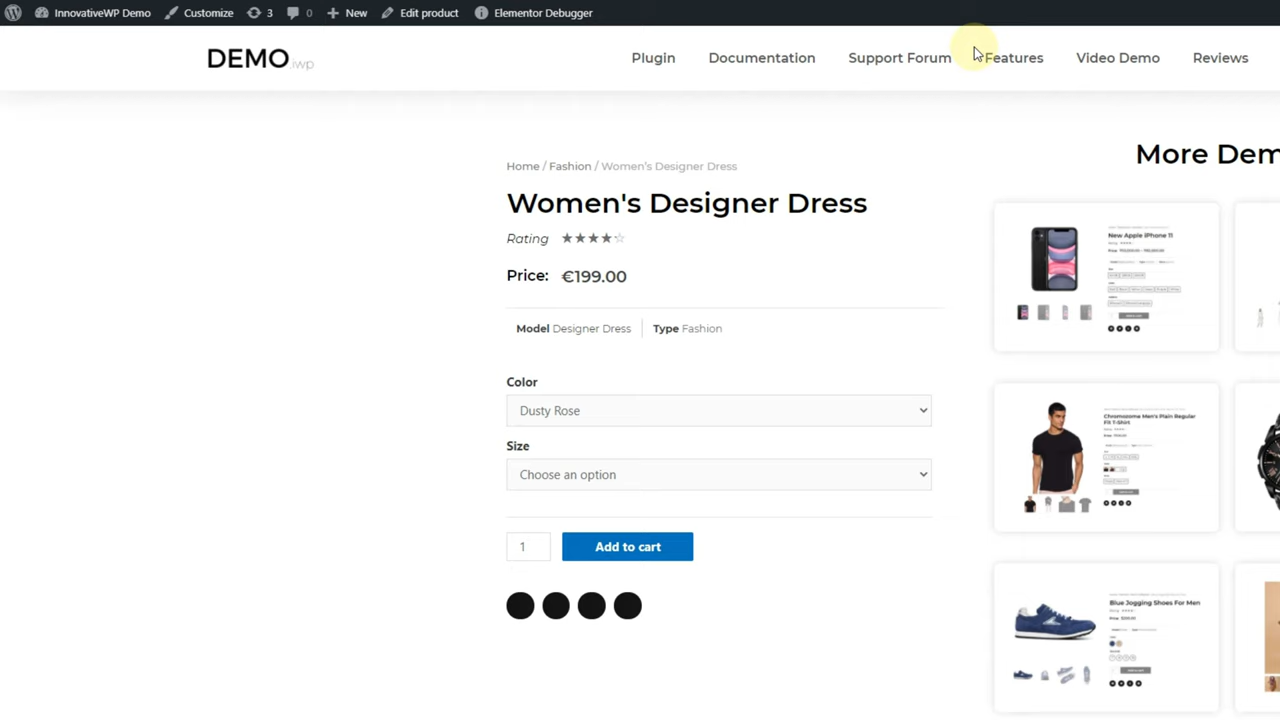 InnovativeWP Demo Customize 3 0 New Edit product Elementor Debugger
DEMO.iwp Plugin Documentation Support Forum Features Video Demo Reviews
More Dem
Home / Fashion / Women's Designer Dress
Women's Designer Dress
Rating ★★★★☆
Price: €199.00
Model Designer Dress Type Fashion
Color
Dusty Rose
Size
Choose an option
1 Add to cart
New Apple iPhone 11
Chromozome Men's Plain Regular
Fit T-Shirt
Blue Jogging Shoes For Men